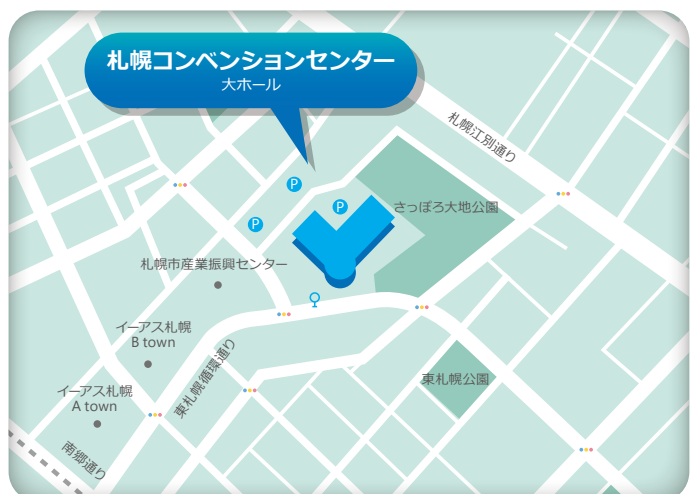 札幌コンベンションセンター
大ホール
札幌江別通り
P
P
P
さっぽろ大地公園
札幌市産業振興センター
イーアス札幌
B town
東札幌循環通り
東札幌公園
イーアス札幌
A town
南郷通り